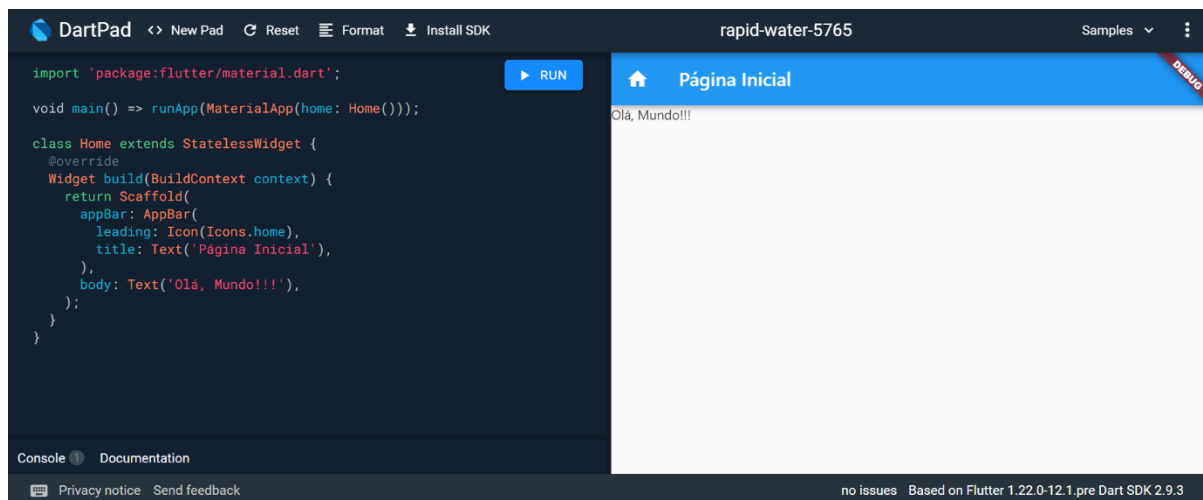 DartPad <> New Pad Reset Format Install SDK rapid-water-5765 Samples
import 'package:flutter/material.dart';
RUN
void main() => runApp(MaterialApp(home: Home()));
class Home extends StatelessWidget {
@override
Widget build(BuildContext context) {
return Scaffold(
appBar: AppBar(
leading: Icon(Icons.home),
title: Text('Página Inicial'),
),
body: Text('Olá, Mundo!!!'),
);
}
}
Página Inicial
DEBUG
Olá, Mundo!!!
Console 1 Documentation
Privacy notice Send feedback no issues Based on Flutter 1.22.0-12.1.pre Dart SDK 2.9.3